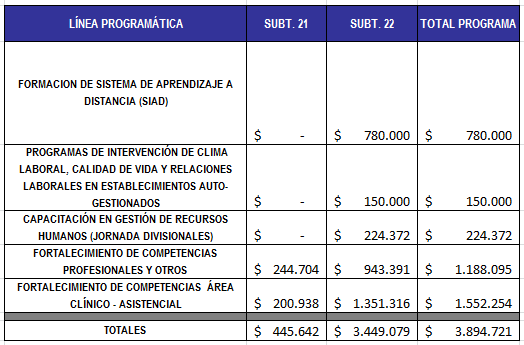 LÍNEA PROGRAMÁTICA SUBT. 21 SUBT. 22 TOTAL PROGRAMA
FORMACION DE SISTEMA DE APRENDIZAJE A
DISTANCIA (SIAD)
$ - $ 780.000 $ 780.000
PROGRAMAS DE INTERVENCIÓN DE CLIMA
LABORAL, CALIDAD DE VIDA Y RELACIONES
LABORALES EN ESTABLECIMIENTOS AUTO-
GESTIONADOS
$ - $ 150.000 $ 150.000
CAPACITACIÓN EN GESTIÓN DE RECURSOS
HUMANOS (JORNADA DIVISIONALES)
$ - $ 224.372 $ 224.372
FORTALECIMIENTO DE COMPETENCIAS
PROFESIONALES Y OTROS
$ 244.704 $ 943.391 $ 1.188.095
FORTALECIMIENTO DE COMPETENCIAS ÁREA
CLÍNICO - ASISTENCIAL
$ 200.938 $ 1.351.316 $ 1.552.254
TOTALES $ 445.642 $ 3.449.079 $ 3.894.721